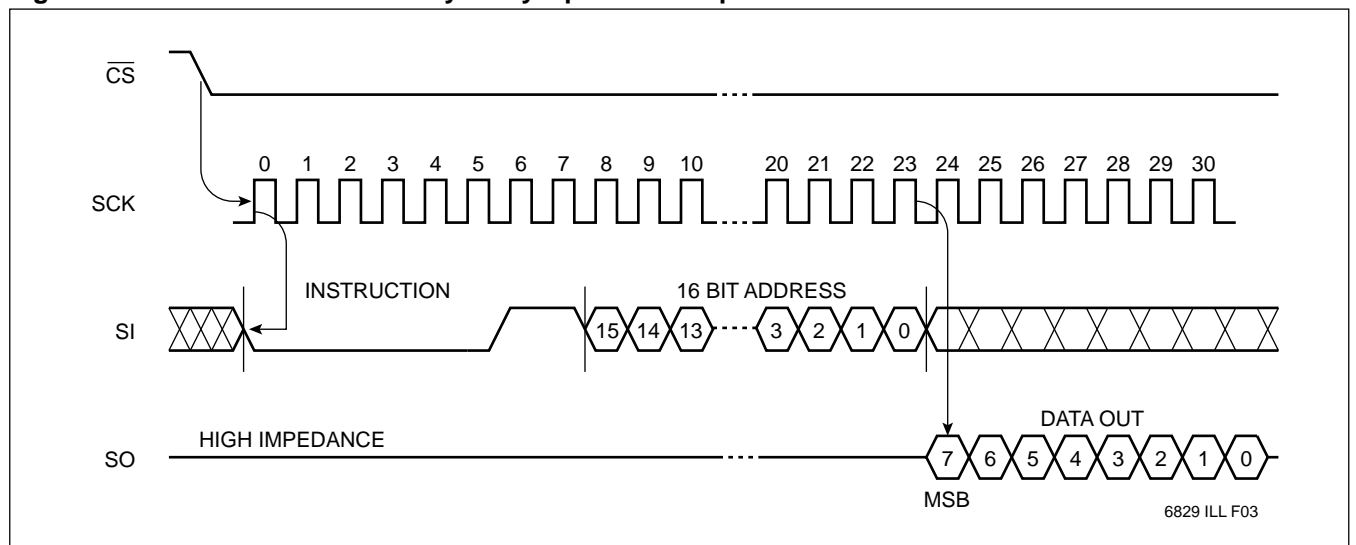 CS
0 1 2 3 4 5 6 7 8 9 10 20 21 22 23 24 25 26 27 28 29 30
SCK
INSTRUCTION 16 BIT ADDRESS
SI 15 14 13 3 2 1 0
DATA OUT
HIGH IMPEDANCE
SO 7 6 5 4 3 2 1 0
MSB
6829 ILL F03